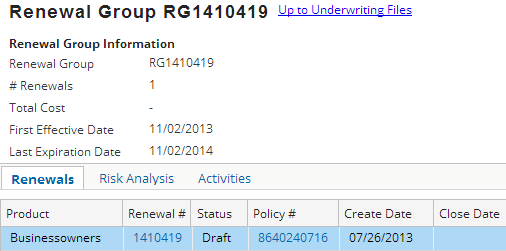 Renewal Group RG1410419 Up to Underwriting Files
Renewal Group Information
Renewal Group RG1410419
# Renewals 1
Total Cost -
First Effective Date 11/02/2013
Last Expiration Date 11/02/2014
Renewals Risk Analysis Activities
Product Renewal # Status Policy # Create Date Close Date
Businessowners 1410419 Draft 8640240716 07/26/2013